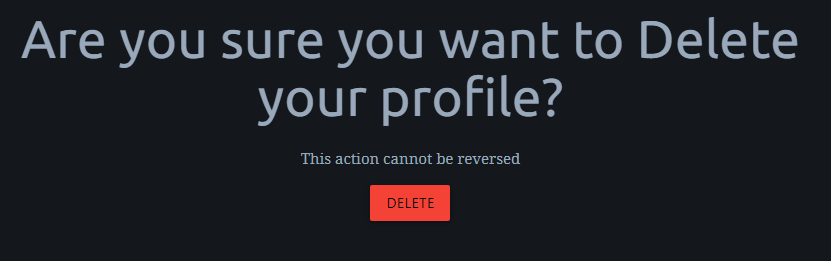 Are you sure you want to Delete
your profile?
This action cannot be reversed
DELETE